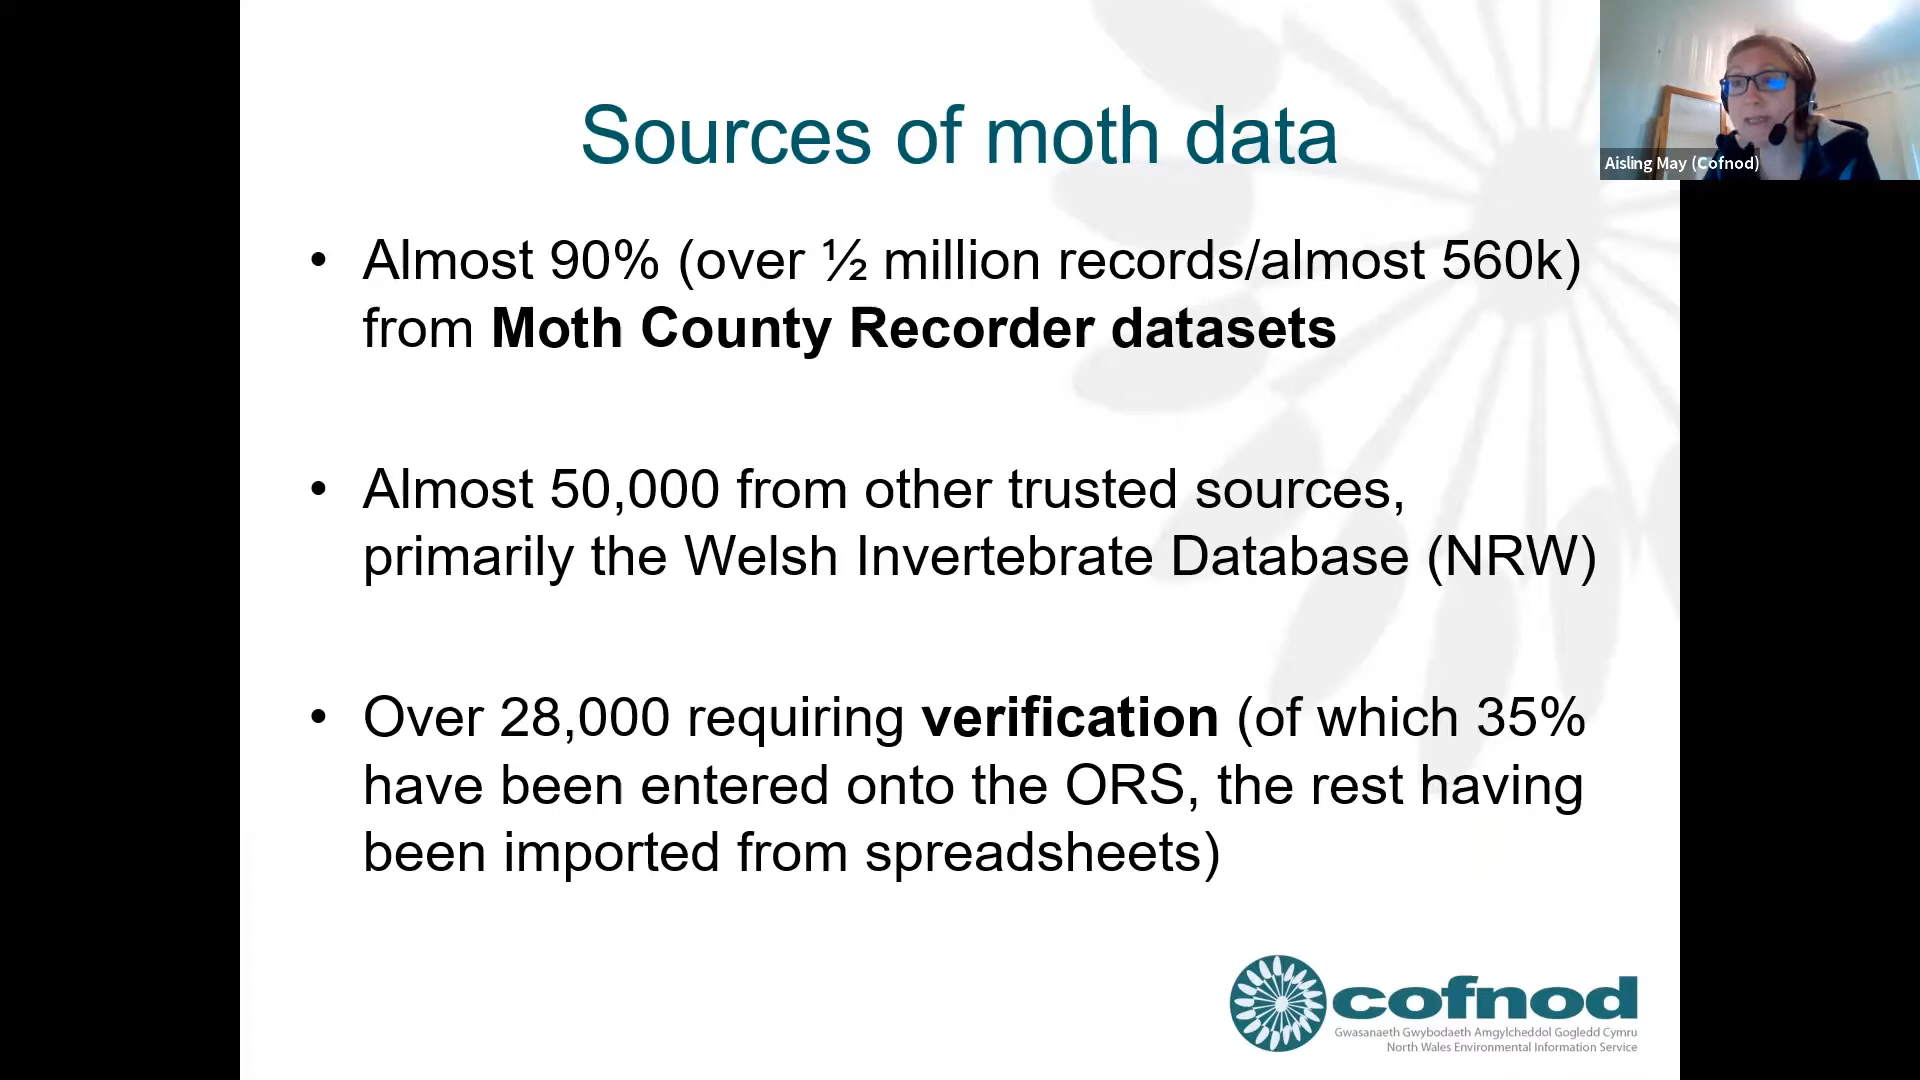 Sources of moth data
Aisling May (Cofnod)
• Almost 90% (over ½ million records/almost 560k)
from Moth County Recorder datasets
• Almost 50,000 from other trusted sources,
primarily the Welsh Invertebrate Database (NRW)
• Over 28,000 requiring verification (of which 35%
have been entered onto the ORS, the rest having
been imported from spreadsheets)
cofnod
Gwasanaeth Gwybodaeth Amgylcheddol Gogledd Cymru
North Wales Environmental Information Service